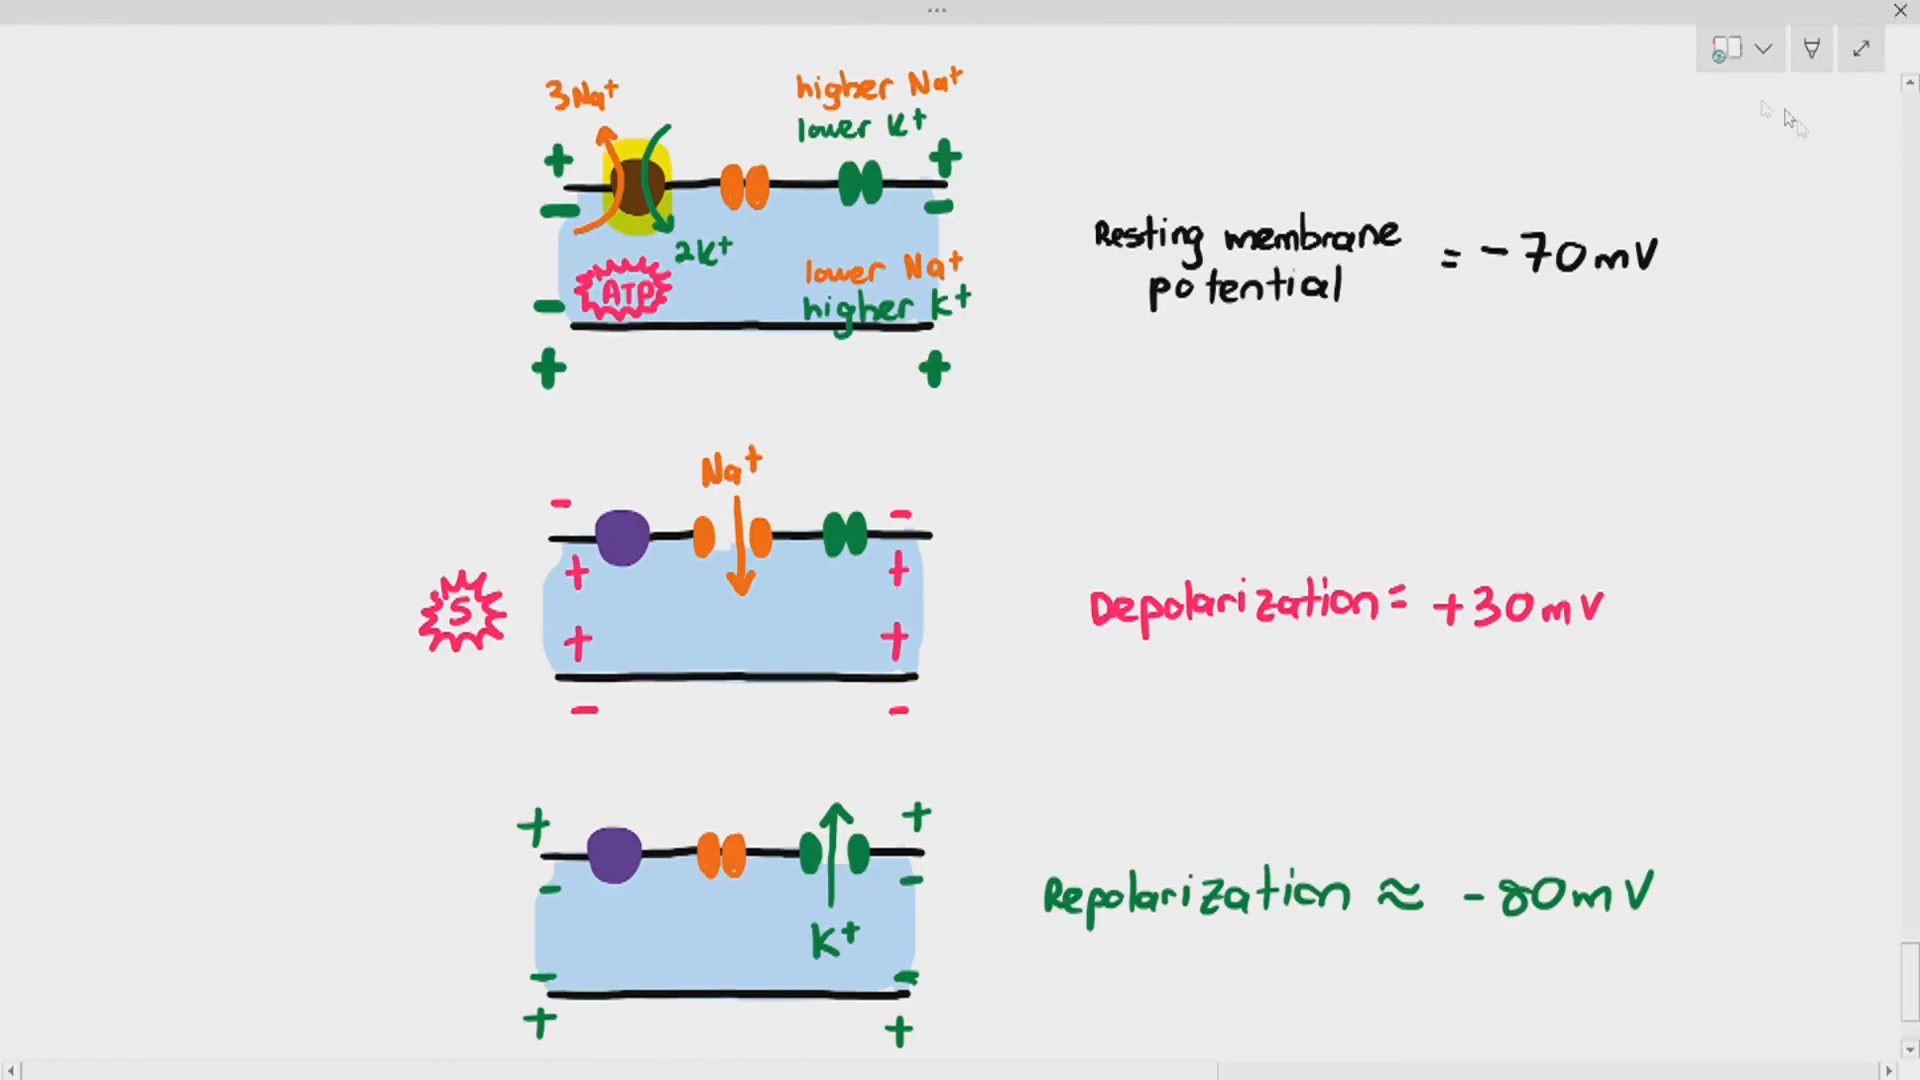 3Na+
higher Na+
lower K+
+ +
- -
2K+
ATP
lower Na+
higher K+
-
+ +
Resting membrane
potential = - 70mV
Na+
- -
+ +
S
+ +
- -
Depolarization = +30mV
+ +
- -
K+
- -
+ +
Repolarization ≈ - 80mV